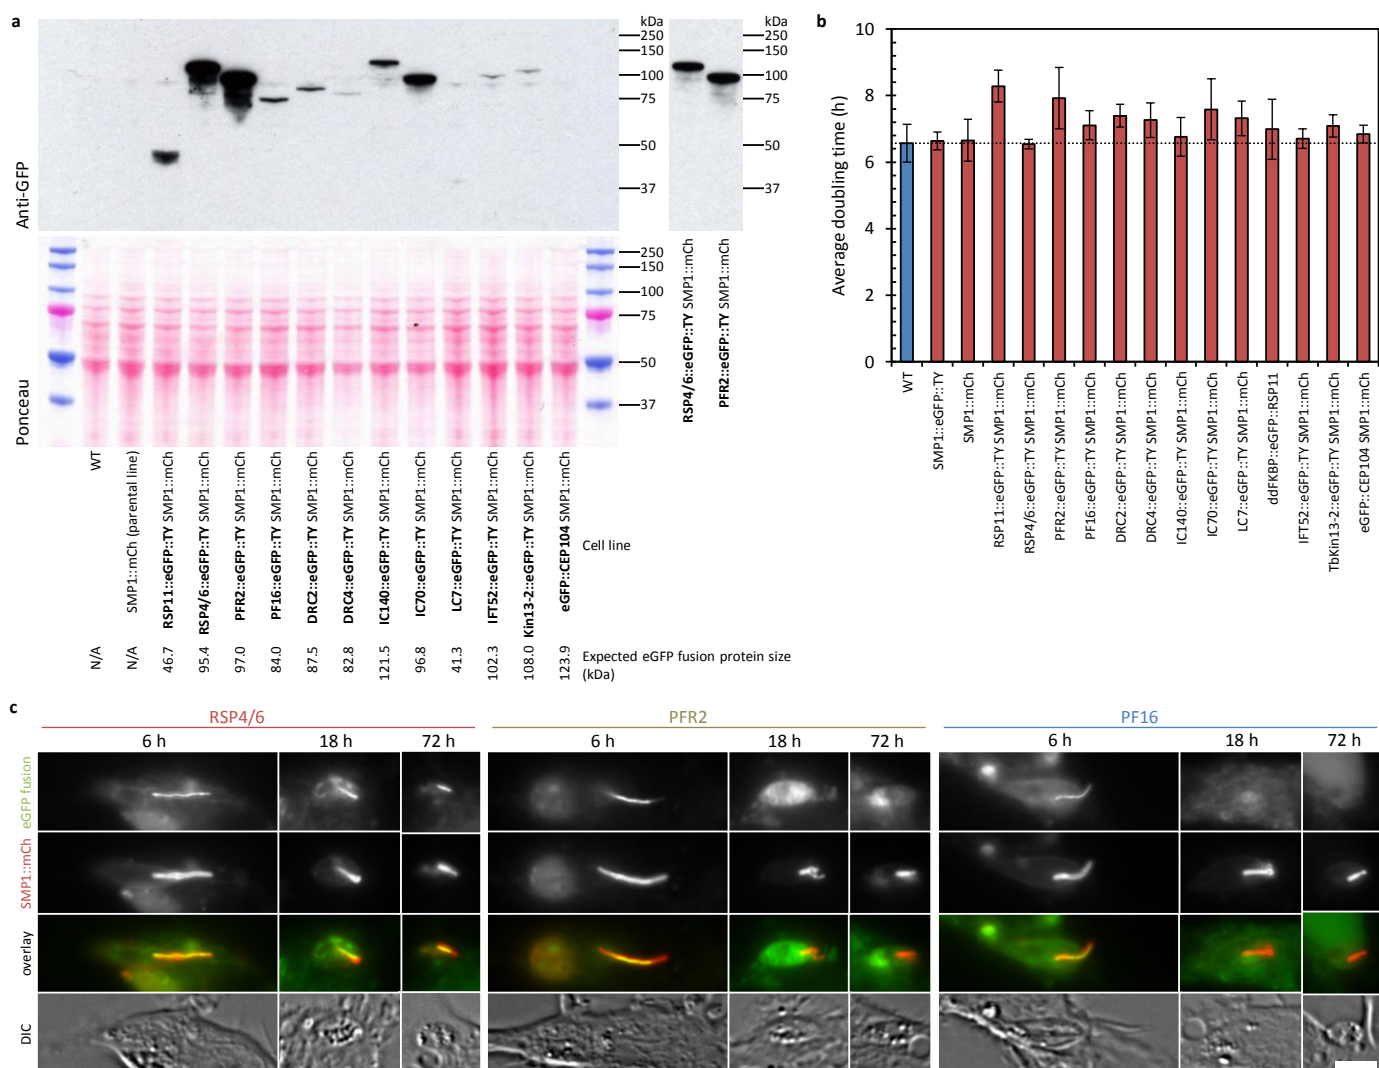 a
kDa
250
150
100
75
50
37
kDa
250
150
100
75
50
37
Anti-GFP
250
150
100
75
50
37
Ponceau
RSP4/6::eGFP::TY SMP1::mCh
PFR2::eGFP::TY SMP1::mCh
WT
SMP1::mCh (parental line)
RSP11::eGFP::TY SMP1::mCh
RSP4/6::eGFP::TY SMP1::mCh
PFR2::eGFP::TY SMP1::mCh
PF16::eGFP::TY SMP1::mCh
DRC2::eGFP::TY SMP1::mCh
DRC4::eGFP::TY SMP1::mCh
IC140::eGFP::TY SMP1::mCh
IC70::eGFP::TY SMP1::mCh
LC7::eGFP::TY SMP1::mCh
IFT52::eGFP::TY SMP1::mCh
Kin13-2::eGFP::TY SMP1::mCh
eGFP::CEP104 SMP1::mCh
Cell line
N/A
N/A
46.7
95.4
97.0
84.0
87.5
82.8
121.5
96.8
41.3
102.3
108.0
123.9
Expected eGFP fusion protein size
(kDa)
b
Average doubling time (h)
10
8
6
4
2
0
WT
SMP1::eGFP::TY
SMP1::mCh
RSP11::eGFP::TY SMP1::mCh
RSP4/6::eGFP::TY SMP1::mCh
PFR2::eGFP::TY SMP1::mCh
PF16::eGFP::TY SMP1::mCh
DRC2::eGFP::TY SMP1::mCh
DRC4::eGFP::TY SMP1::mCh
IC140::eGFP::TY SMP1::mCh
IC70::eGFP::TY SMP1::mCh
LC7::eGFP::TY SMP1::mCh
ddFKBP::eGFP::RSP11
IFT52::eGFP::TY SMP1::mCh
TbKin13-2::eGFP::TY SMP1::mCh
eGFP::CEP104 SMP1::mCh
c
RSP4/6
PFR2
PF16
6 h
18 h
72 h
6 h
18 h
72 h
6 h
18 h
72 h
eGFP fusion
SMP1::mCh
overlay
DIC